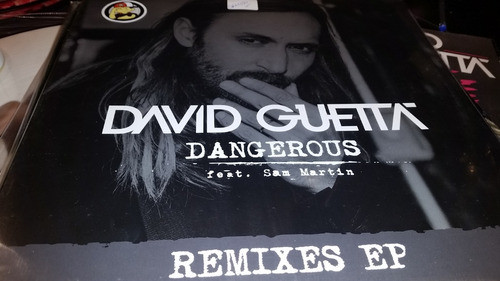 DAVID GUETTA
DANGEROUS
feat. Sam Martin
REMIXES EP